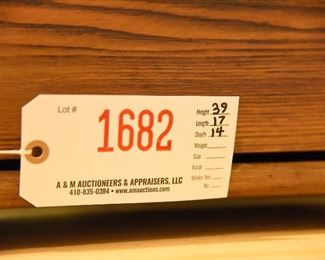 Lot #
1682
Height 39
Length 17
Depth 14
Weight
Size
Karat
Marks Yes
No
A & M AUCTIONEERS & APPRAISERS, LLC
410-835-0384 • www.amauctions.com